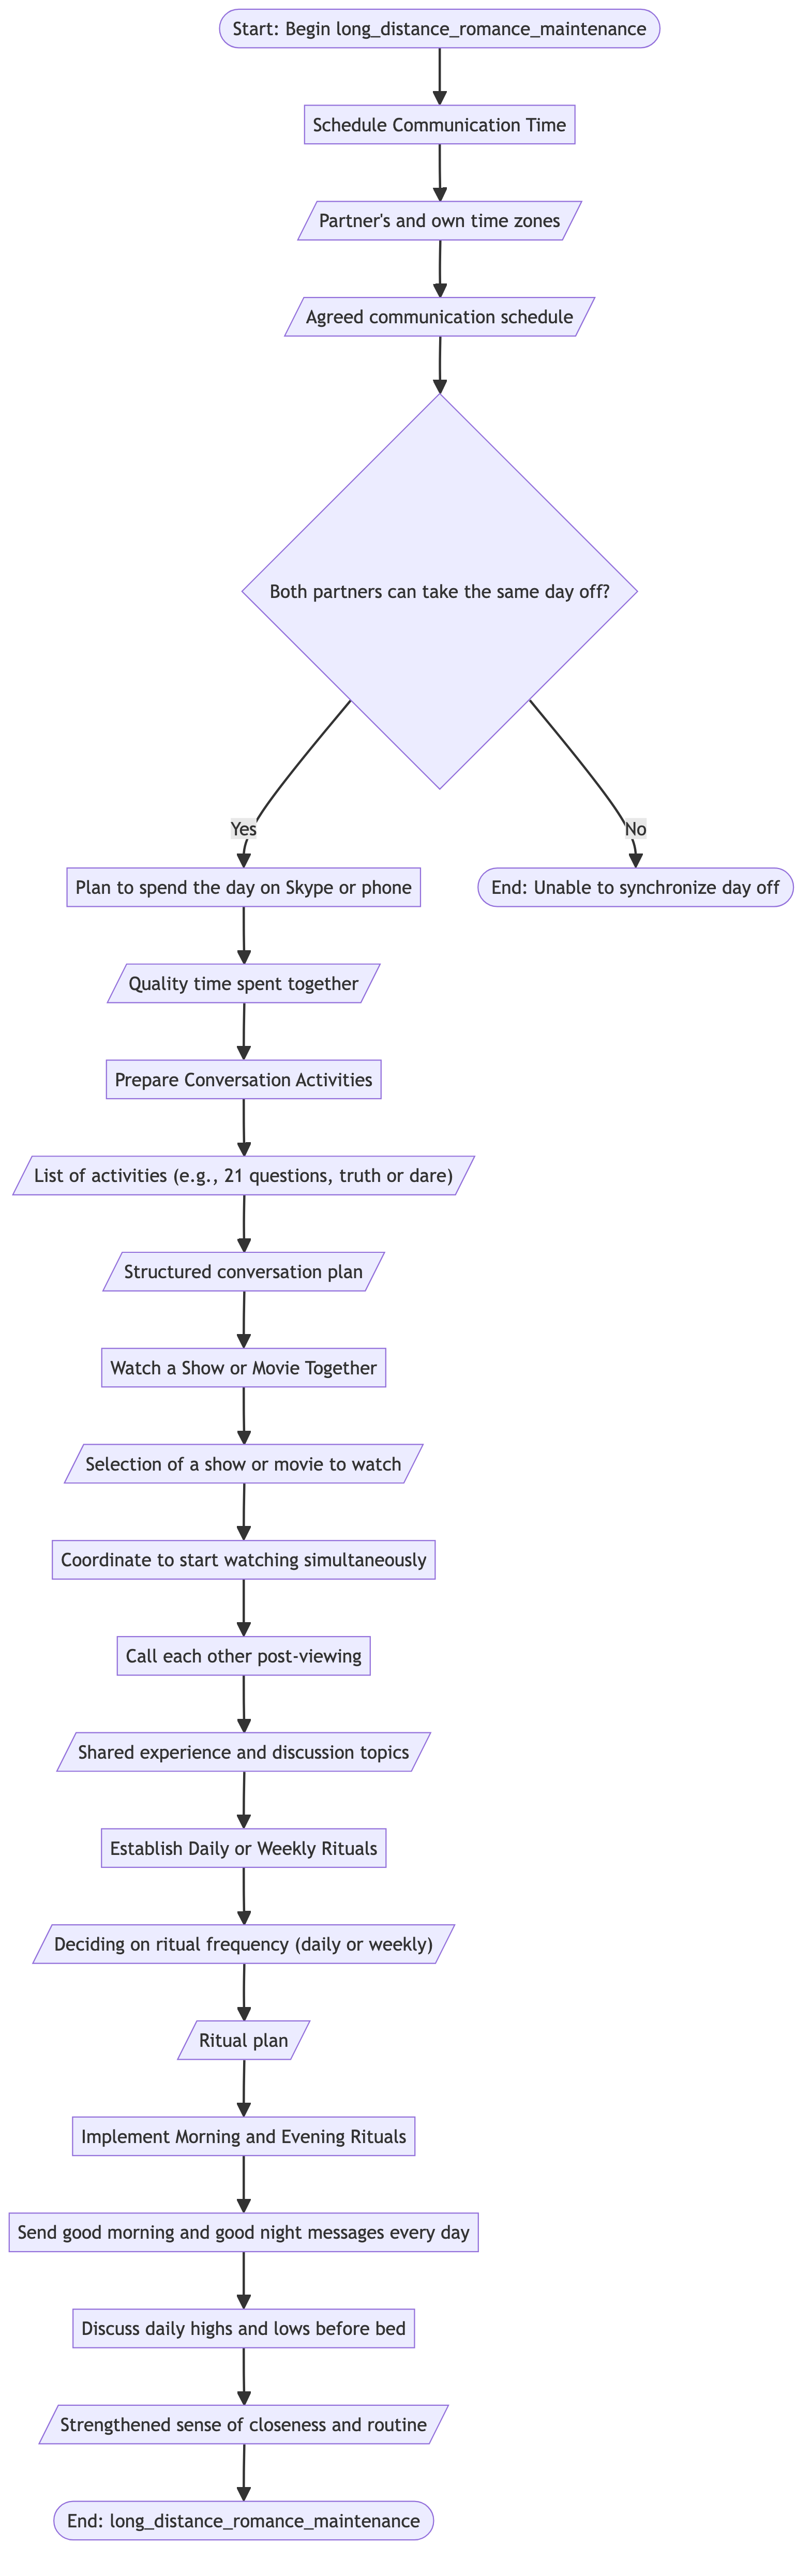 Start: Begin long_distance_romance_maintenance
Schedule Communication Time
Partner's and own time zones
Agreed communication schedule
Both partners can take the same day off?
Yes
No
Plan to spend the day on Skype or phone
End: Unable to synchronize day off
Quality time spent together
Prepare Conversation Activities
List of activities (e.g., 21 questions, truth or dare)
Structured conversation plan
Watch a Show or Movie Together
Selection of a show or movie to watch
Coordinate to start watching simultaneously
Call each other post-viewing
Shared experience and discussion topics
Establish Daily or Weekly Rituals
Deciding on ritual frequency (daily or weekly)
Ritual plan
Implement Morning and Evening Rituals
Send good morning and good night messages every day
Discuss daily highs and lows before bed
Strengthened sense of closeness and routine
End: long_distance_romance_maintenance